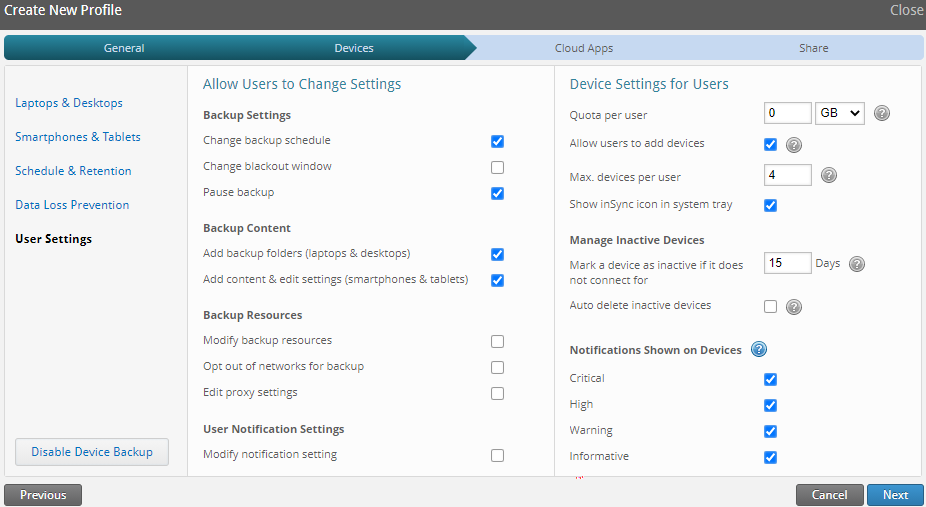 Create New Profile
Close
General
Devices
Cloud Apps
Share
Laptops & Desktops
Smartphones & Tablets
Schedule & Retention
Data Loss Prevention
User Settings
Disable Device Backup
Allow Users to Change Settings
Backup Settings
Change backup schedule
Change blackout window
Pause backup
Backup Content
Add backup folders (laptops & desktops)
Add content & edit settings (smartphones & tablets)
Backup Resources
Modify backup resources
Opt out of networks for backup
Edit proxy settings
User Notification Settings
Modify notification setting
Device Settings for Users
Quota per user 0 GB ?
Allow users to add devices ?
Max. devices per user 4 ?
Show inSync icon in system tray
Manage Inactive Devices
Mark a device as inactive if it does 15 Days ?
not connect for
Auto delete inactive devices ?
Notifications Shown on Devices ?
Critical
High
Warning
Informative
Previous
Cancel
Next